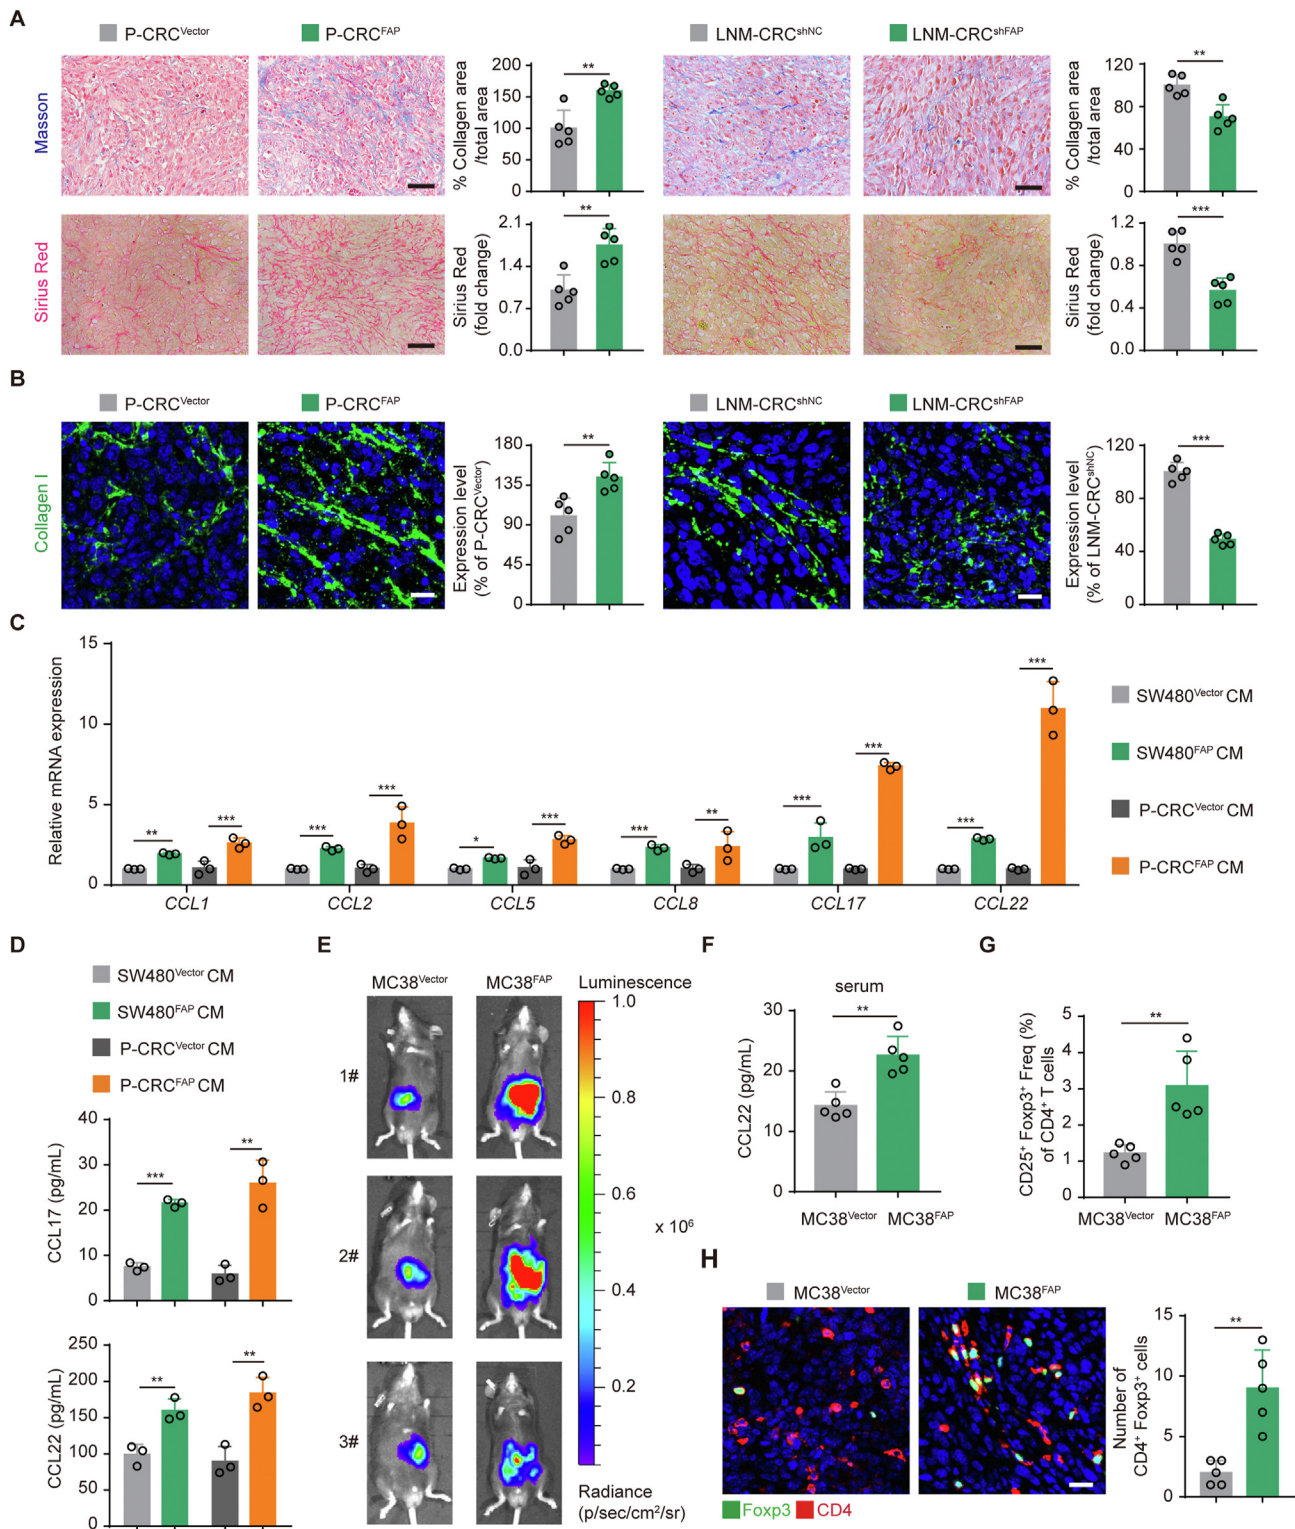 A
P-CRCVector
P-CRCFAP
LNM-CRCshNC
LNM-CRCshFAP
Masson
% Collagen area
/total area
200
150
100
50
0
**
% Collagen area
/total area
120
80
40
0
**
Sirius Red
Sirius Red
(fold change)
2.1
1.4
0.7
0.0
**
Sirius Red
(fold change)
1.2
0.8
0.4
0.0
***
B
P-CRCVector
P-CRCFAP
LNM-CRCshNC
LNM-CRCshFAP
Collagen I
Expression level
(% of P-CRCVector)
180
135
90
45
0
**
Expression level
(% of LNM-CRCshNC)
120
80
40
0
***
C
Relative mRNA expression
15
10
5
0
** ***
*** ***
* ***
*** **
*** ***
*** ***
CCL1 CCL2 CCL5 CCL8 CCL17 CCL22
SW480Vector CM
SW480FAP CM
P-CRCVector CM
P-CRCFAP CM
D
SW480Vector CM
SW480FAP CM
P-CRCVector CM
P-CRCFAP CM
CCL17 (pg/mL)
40
30
20
10
0
*** **
CCL22 (pg/mL)
250
200
150
100
50
0
** **
E
MC38Vector
MC38FAP
1#
2#
3#
Luminescence
1.0
0.8
0.6
x 106
0.4
0.2
Radiance
(p/sec/cm2/sr)
F
serum
CCL22 (pg/mL)
30
20
10
0
**
MC38Vector MC38FAP
G
CD25+ Foxp3+ Freq (%)
of CD4+ T cells
5
4
3
2
1
0
**
MC38Vector MC38FAP
H
MC38Vector
MC38FAP
Foxp3 CD4
Number of
CD4+ Foxp3+ cells
15
10
5
0
**